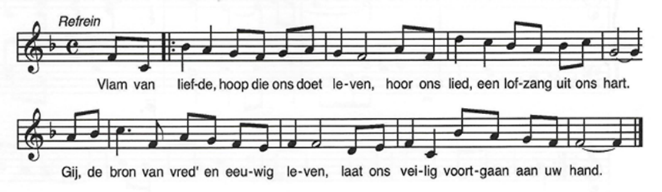 Refrein
Vlam van lief-de, hoop die ons doet le-ven, hoor ons lied, een lof-zang uit ons hart.
Gij, de bron van vred' en eeu-wig le-ven, laat ons vei-lig voort-gaan aan uw hand.